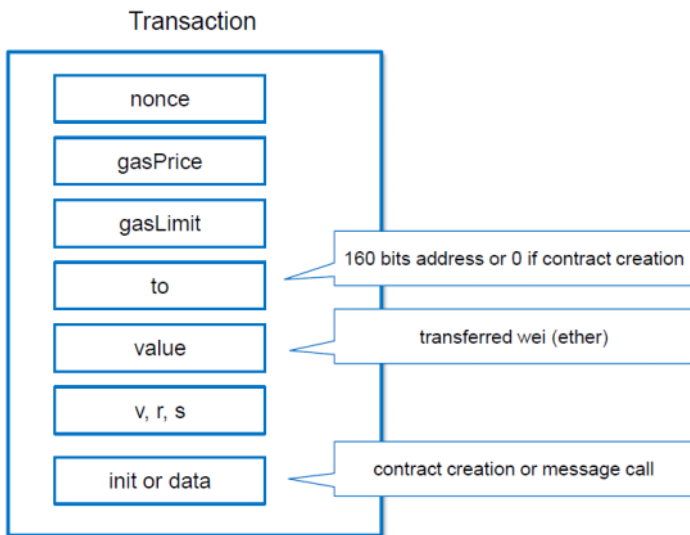 Transaction
nonce
gasPrice
gasLimit
160 bits address or 0 if contract creation
to
transferred wei (ether)
value
v, r, s
contract creation or message call
init or data